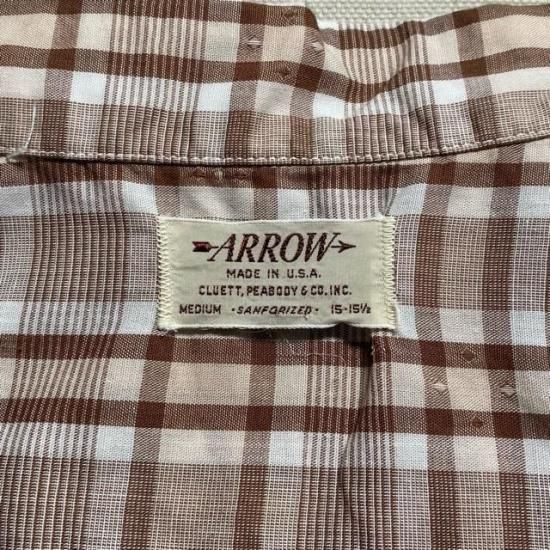 ARROW
MADE IN U.S.A.
CLUETT, PEABODY & CO. INC.
MEDIUM • SANFORIZED • 15-15½